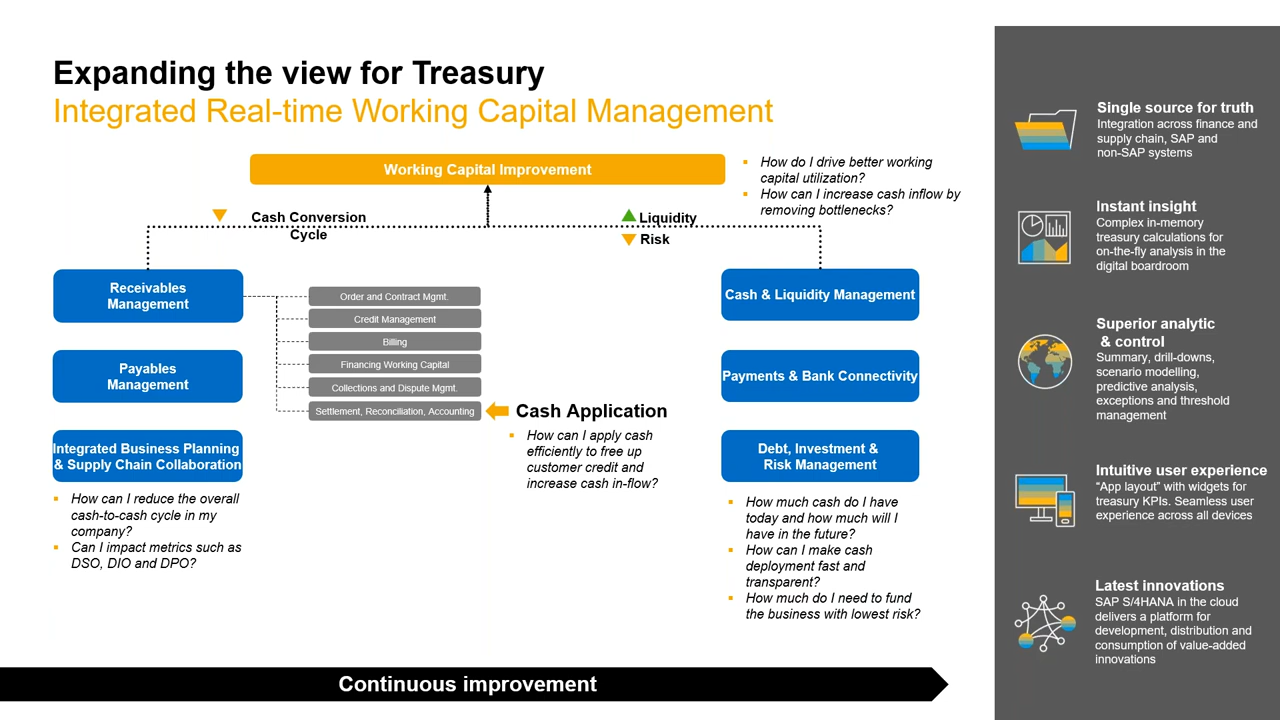 Expanding the view for Treasury
Integrated Real-time Working Capital Management
Working Capital Improvement
▪ How do I drive better working
capital utilization?
▪ How can I increase cash inflow by
removing bottlenecks?
Cash Conversion
Cycle
Liquidity
Risk
Receivables
Management
Payables
Management
Integrated Business Planning
& Supply Chain Collaboration
▪ How can I reduce the overall
cash-to-cash cycle in my
company?
▪ Can I impact metrics such as
DSO, DIO and DPO?
Order and Contract Mgmt.
Credit Management
Billing
Financing Working Capital
Collections and Dispute Mgmt.
Settlement, Reconciliation, Accounting
Cash Application
▪ How can I apply cash
efficiently to free up
customer credit and
increase cash in-flow?
Cash & Liquidity Management
Payments & Bank Connectivity
Debt, Investment &
Risk Management
▪ How much cash do I have
today and how much will I
have in the future?
▪ How can I make cash
deployment fast and
transparent?
▪ How much do I need to fund
the business with lowest risk?
Continuous improvement
Single source for truth
Integration across finance and
supply chain, SAP and
non-SAP systems
Instant insight
Complex in-memory
treasury calculations for
on-the-fly analysis in the
digital boardroom
Superior analytic
& control
Summary, drill-downs,
scenario modelling,
predictive analysis,
exceptions and threshold
management
Intuitive user experience
“App layout” with widgets for
treasury KPIs. Seamless user
experience across all devices
Latest innovations
SAP S/4HANA in the cloud
delivers a platform for
development, distribution and
consumption of value-added
innovations